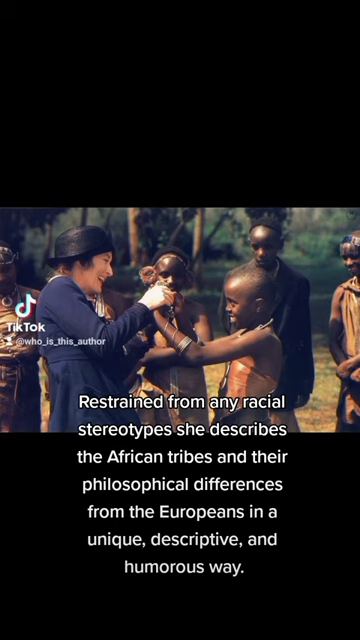 TikTok
@who_is_this_author
Restrained from any racial
stereotypes she describes
the African tribes and their
philosophical differences
from the Europeans in a
unique, descriptive, and
humorous way.